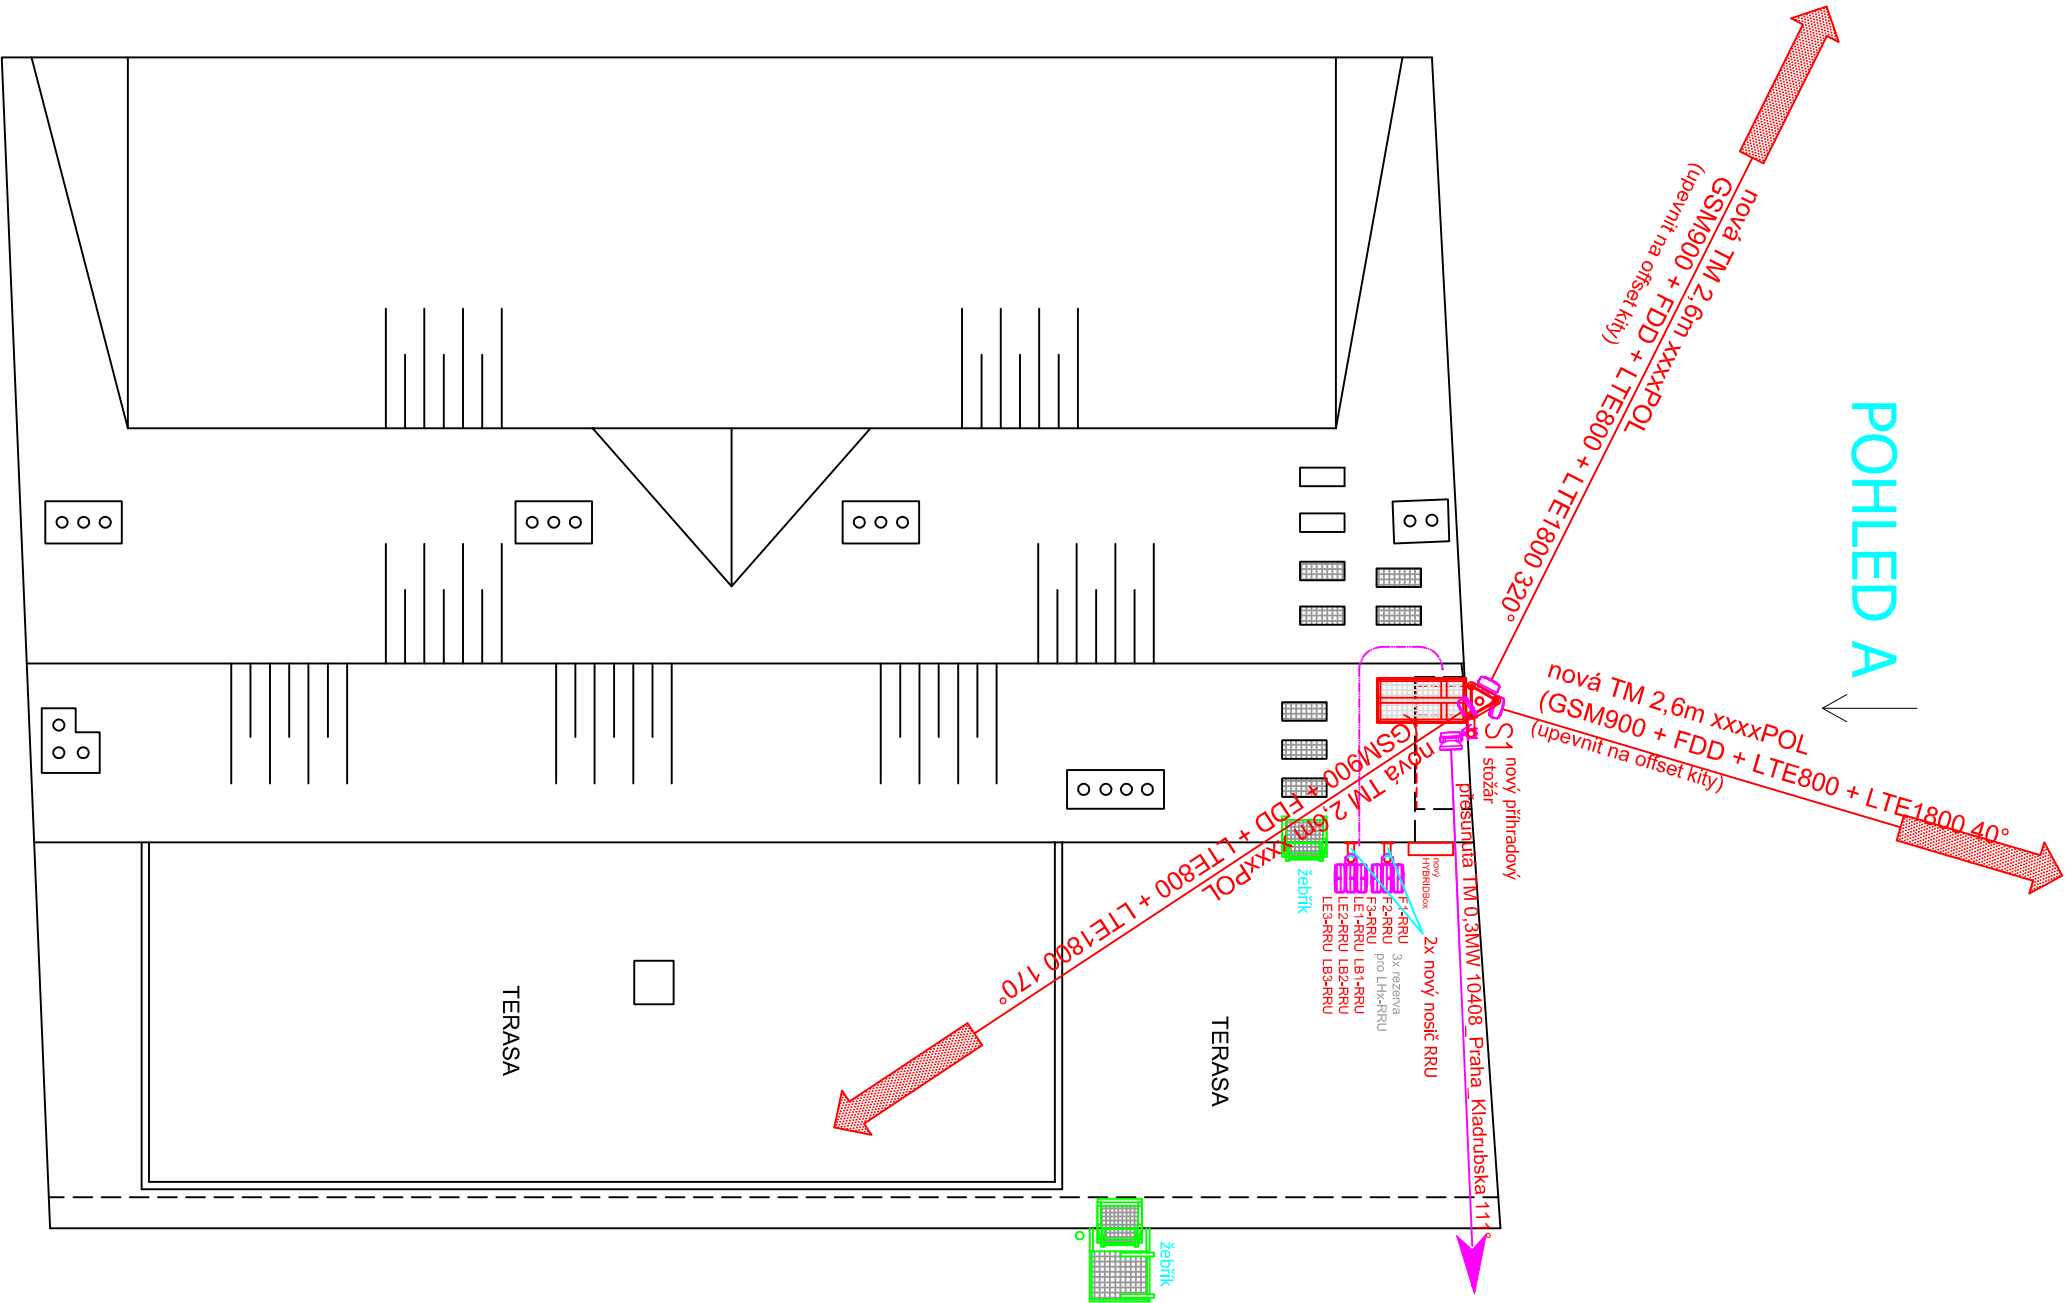 nová TM 2,6m xxxxPOL
GSM900 + FDD + LTE800 + LTE1800 320°
(upevnit na offset kity)
POHLED A
nová TM 2,6m xxxxPOL
(GSM900 + FDD + LTE800 + LTE1800 40°
(upevnit na offset kity)
S1 nový příhradový
stožár
nová TM 2,6m xxxxPOL
(GSM900 + FDD + LTE800 + LTE1800 170°
přesunutá TM 0,3MW 10408_Praha_Kladrubska 111°
nový
HYBRIDBox
2x nový nosič RRU
F1-RRU
F2-RRU
F3-RRU
3x rezerva
pro LHx-RRU
LE1-RRU LB1-RRU
LE2-RRU LB2-RRU
LE3-RRU LB3-RRU
žebřík
TERASA
TERASA
žebřík